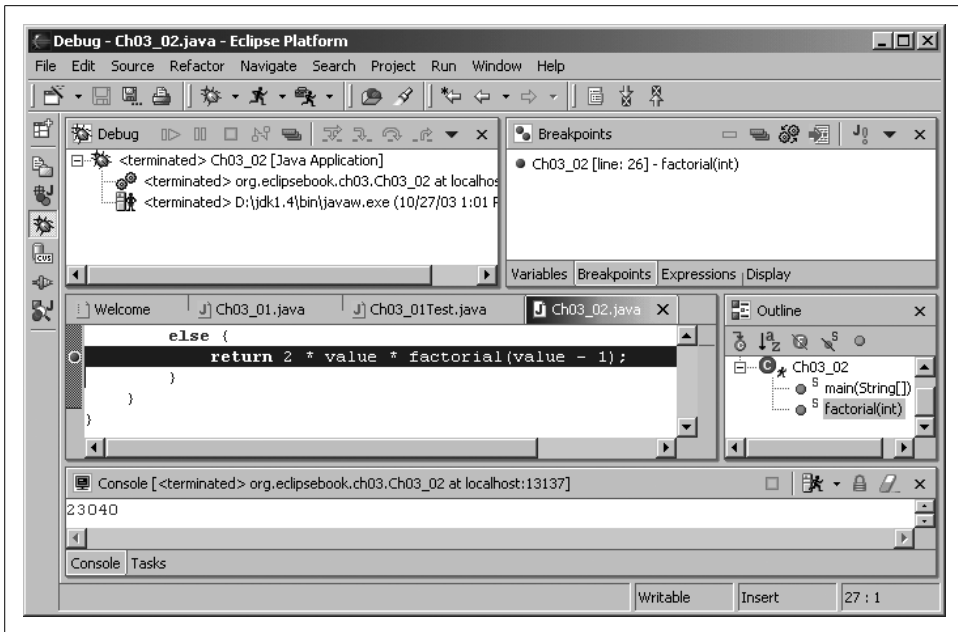 Debug - Ch03_02.java - Eclipse Platform
File Edit Source Refactor Navigate Search Project Run Window Help
Debug
<terminated> Ch03_02 [Java Application]
<terminated> org.eclipsebook.ch03.Ch03_02 at localhos
<terminated> D:\jdk1.4\bin\javaw.exe (10/27/03 1:01 P
Breakpoints
Ch03_02 [line: 26] - factorial(int)
Variables Breakpoints Expressions Display
CVS
Welcome Ch03_01.java Ch03_01Test.java Ch03_02.java
else {
return 2 * value * factorial(value - 1);
}
}
}
Outline
Ch03_02
S main(String[])
S factorial(int)
Console [<terminated> org.eclipsebook.ch03.Ch03_02 at localhost:13137]
23040
Console Tasks
Writable Insert 27 : 1